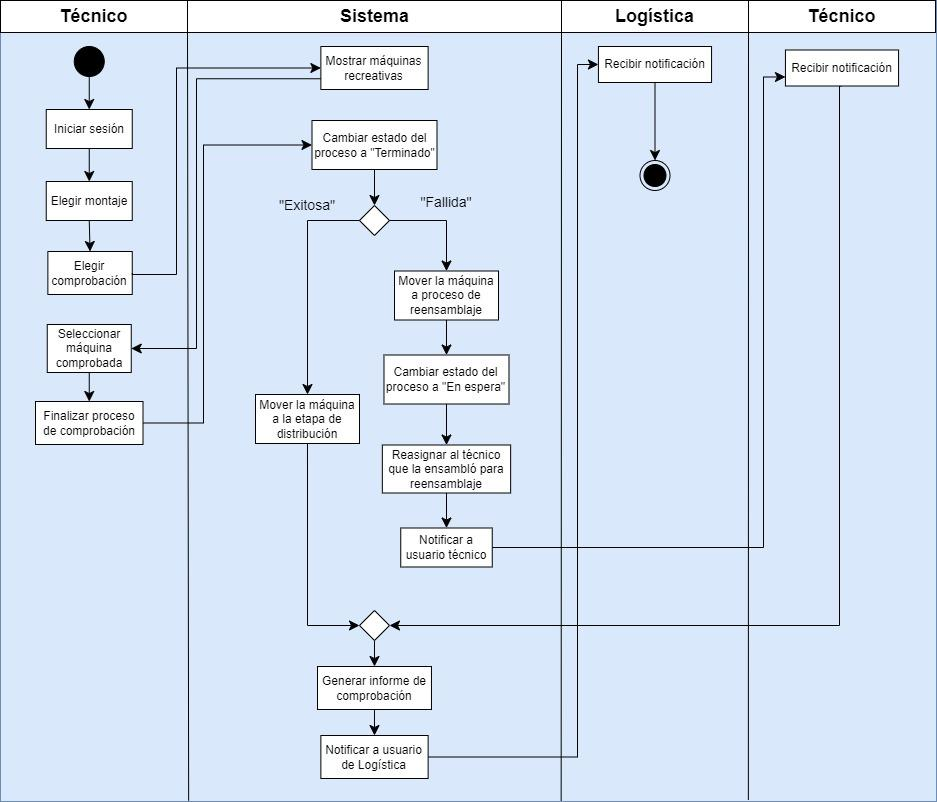 Técnico
Sistema
Logística
Técnico
Iniciar sesión
Elegir montaje
Elegir
comprobación
Seleccionar
máquina
comprobada
Finalizar proceso
de comprobación
Mostrar máquinas
recreativas
Cambiar estado del
proceso a "Terminado"
"Exitosa"
"Fallida"
Mover la máquina
a proceso de
reensamblaje
Cambiar estado del
proceso a "En espera"
Mover la máquina
a la etapa de
distribución
Reasignar al técnico
que la ensambló para
reensamblaje
Notificar a
usuario técnico
Generar informe de
comprobación
Notificar a usuario
de Logística
Recibir notificación
Recibir notificación